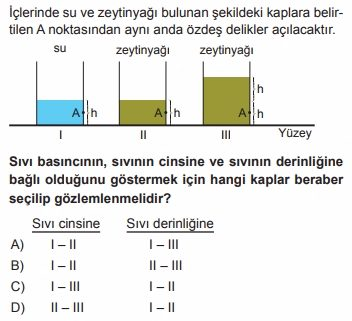 İçlerinde su ve zeytinyağı bulunan şekildeki kaplara belir-
tilen A noktasından aynı anda özdeş delikler açılacaktır.
su zeytinyağı zeytinyağı
h
A h A h A h
I II III Yüzey
Sıvı basıncının, sıvının cinsine ve sıvının derinliğine
bağlı olduğunu göstermek için hangi kaplar beraber
seçilip gözlemlenmelidir?
Sıvı cinsine Sıvı derinliğine
A) I – II I – III
B) I – II II – III
C) I – III I – II
D) II – III I – II